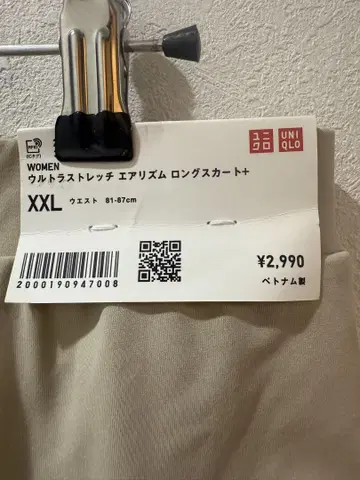 WOMEN
ウルトラストレッチ エアリズム ロングスカート+
ユニ
クロ
UNI
QLO
XXL ウエスト 81-87cm
2000190947008
¥2,990
ベトナム製